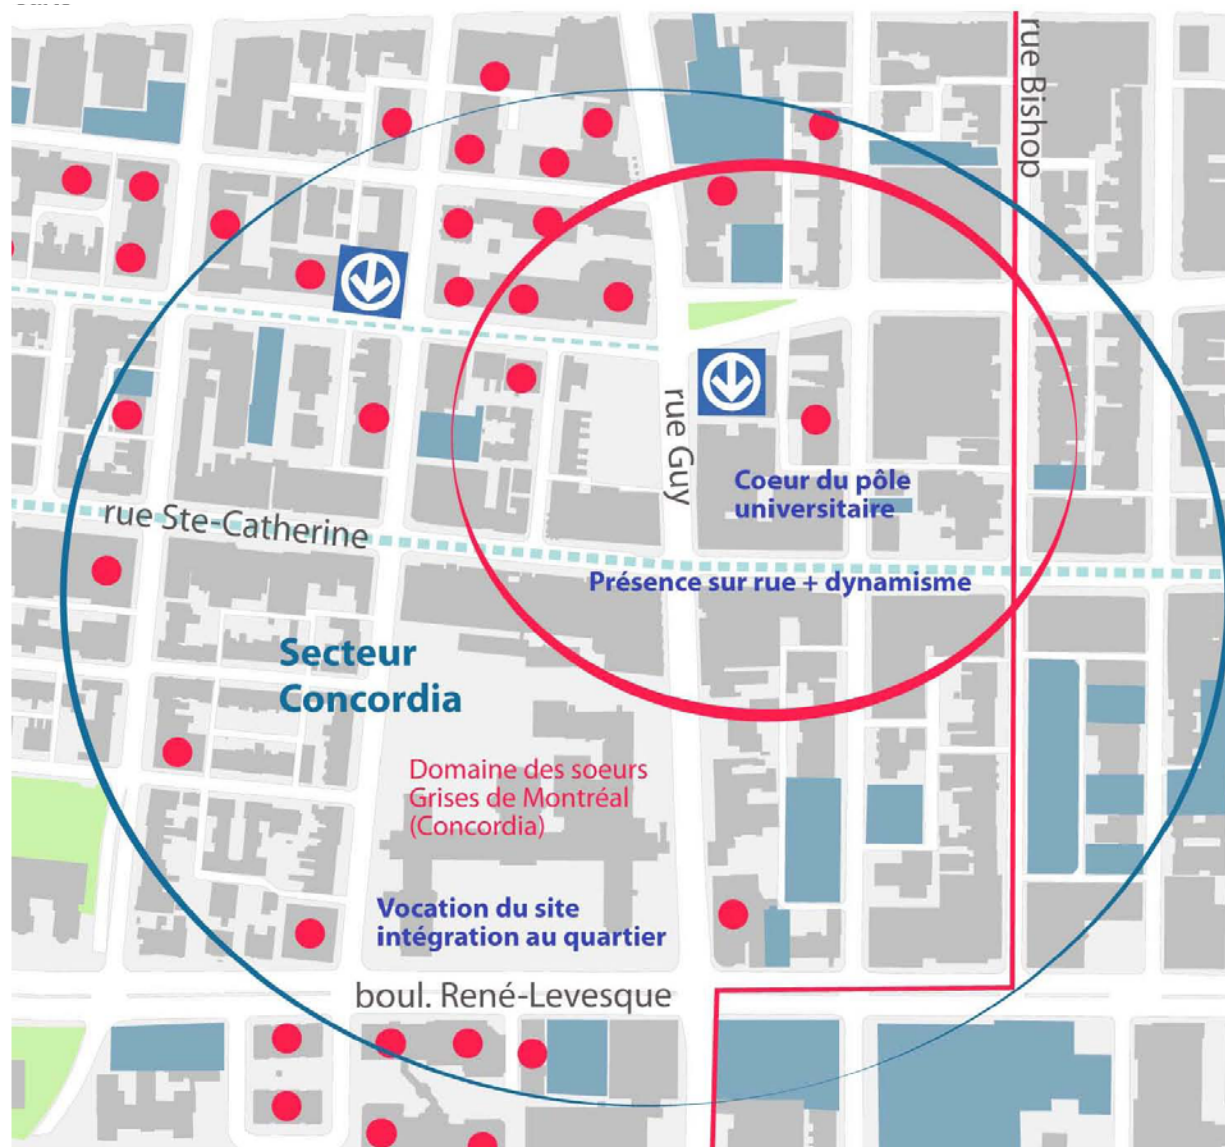 rue Bishop
rue Guy
Coeur du pôle
universitaire
rue Ste-Catherine
Présence sur rue + dynamisme
Secteur
Concordia
Domaine des soeurs
Grises de Montréal
(Concordia)
Vocation du site
intégration au quartier
boul. René-Levesque